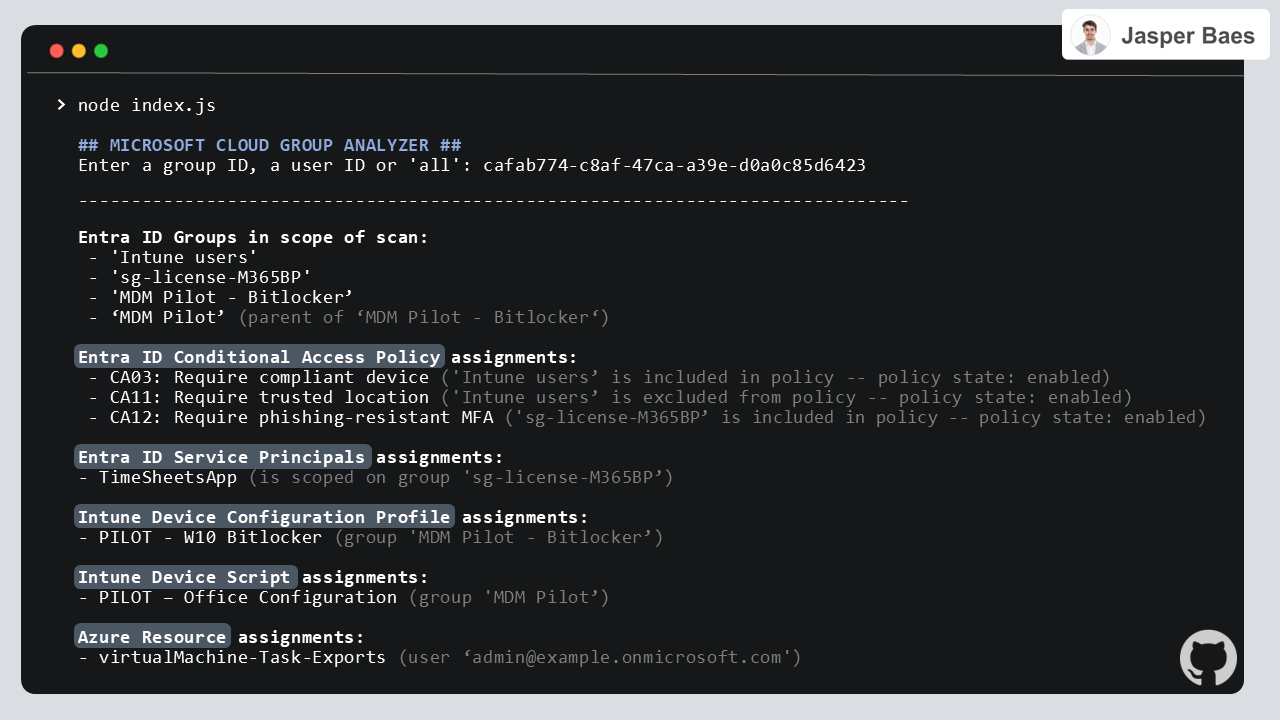 Jasper Baes
> node index.js
## MICROSOFT CLOUD GROUP ANALYZER ##
Enter a group ID, a user ID or 'all': cafab774-c8af-47ca-a39e-d0a0c85d6423
------------------------------------------------------------------------------
Entra ID Groups in scope of scan:
- 'Intune users'
- 'sg-license-M365BP'
- 'MDM Pilot - Bitlocker’
- ‘MDM Pilot’ (parent of ‘MDM Pilot - Bitlocker‘)
Entra ID Conditional Access Policy assignments:
- CA03: Require compliant device ('Intune users’ is included in policy -- policy state: enabled)
- CA11: Require trusted location ('Intune users’ is excluded from policy -- policy state: enabled)
- CA12: Require phishing-resistant MFA ('sg-license-M365BP’ is included in policy -- policy state: enabled)
Entra ID Service Principals assignments:
- TimeSheetsApp (is scoped on group 'sg-license-M365BP’)
Intune Device Configuration Profile assignments:
- PILOT - W10 Bitlocker (group 'MDM Pilot - Bitlocker’)
Intune Device Script assignments:
- PILOT – Office Configuration (group 'MDM Pilot’)
Azure Resource assignments:
- virtualMachine-Task-Exports (user ‘admin@example.onmicrosoft.com')